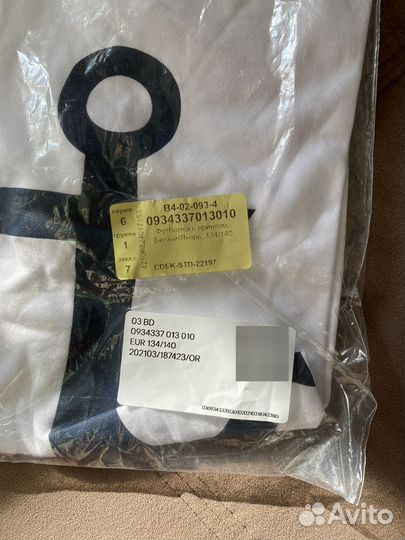 серия
6
группа
1
заказ
7
B4-02-093-4
0934337013010
Футболка с принтом,
Белый/Якорь, 134/140
CDEK-STD-22197
03 BD
0934337 013 010
EUR 134/140
202103/187423/OR
Avito